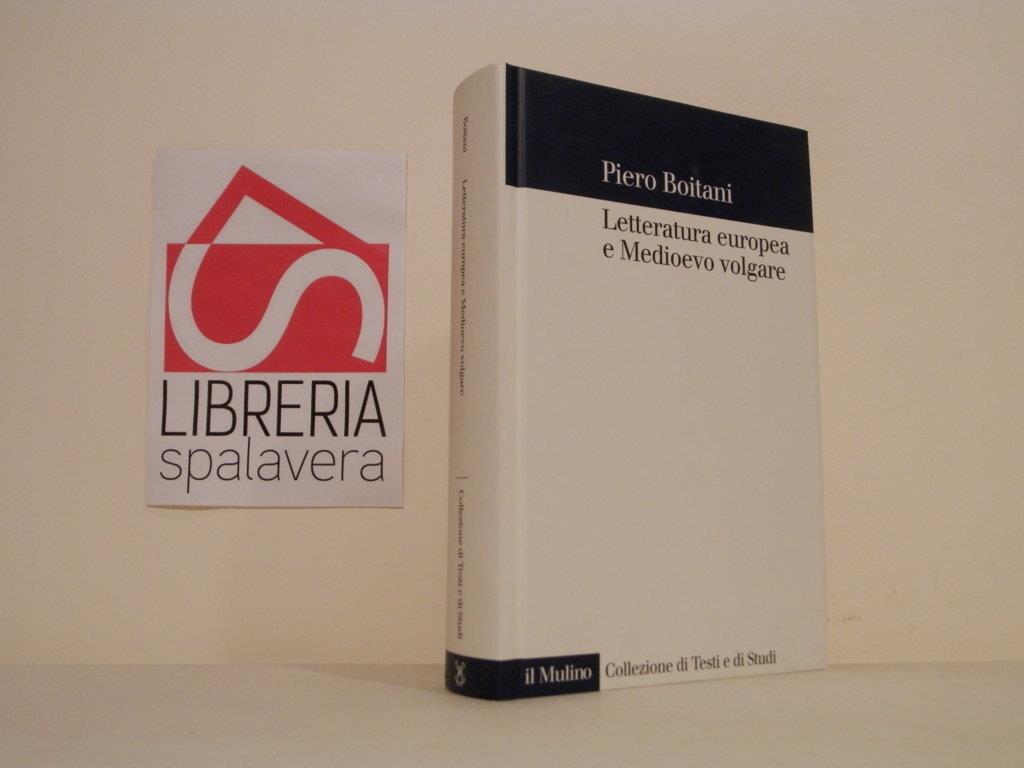 LIBRERIA
spalavera
Boitani Letteratura europea e Medioevo volgare
Collezione di Testi e di Studi
Piero Boitani
Letteratura europea
e Medioevo volgare
il Mulino
Collezione di Testi e di Studi